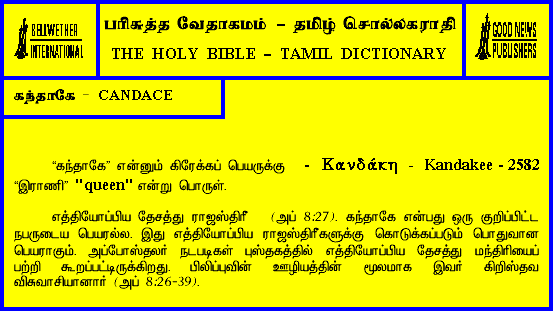 BELLWETHER
INTERNATIONAL
பரிசுத்த வேதாகமம் - தமிழ் சொல்லகராதி
THE HOLY BIBLE - TAMIL DICTIONARY
GOOD NEWS
PUBLISHERS
கந்தாகே - CANDACE
“கந்தாகே” என்னும் கிரேக்கப் பெயருக்கு - Κανδάκη - Kandakee - 2582
“இராணி” "queen" என்று பொருள்.
எத்தியோப்பிய தேசத்து ராஜஸ்திரீ (அப் 8:27). கந்தாகே என்பது ஒரு குறிப்பிட்ட
நபருடைய பெயரல்ல. இது எத்தியோப்பிய ராஜஸ்திரீகளுக்கு கொடுக்கப்படும் பொதுவான
பெயராகும். அப்போஸ்தலர் நடபடிகள் புஸ்தகத்தில் எத்தியோப்பிய தேசத்து மந்திரியைப்
பற்றி கூறப்பட்டிருக்கிறது. பிலிப்புவின் ஊழியத்தின் மூலமாக இவர் கிறிஸ்தவ
விசுவாசியானார் (அப் 8:26-39).